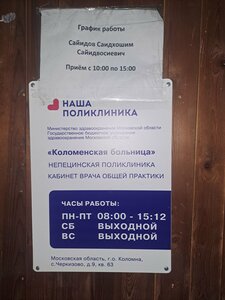 График работы
Сайидов Саидхошим
Сайидвосиевич
Приём с 10:00 по 15:00
НАША
ПОЛИКЛИНИКА
Министерство здравоохранения Московской области
Государственное бюджетное учреждение
здравоохранения Московской области
«Коломенская больница»
НЕПЕЦИНСКАЯ ПОЛИКЛИНИКА
КАБИНЕТ ВРАЧА ОБЩЕЙ ПРАКТИКИ
ЧАСЫ РАБОТЫ:
ПН-ПТ 08:00 - 15:12
СБ ВЫХОДНОЙ
ВС ВЫХОДНОЙ
Московская область, г.о. Коломна,
с.Черкизово, д.9, кв. 63